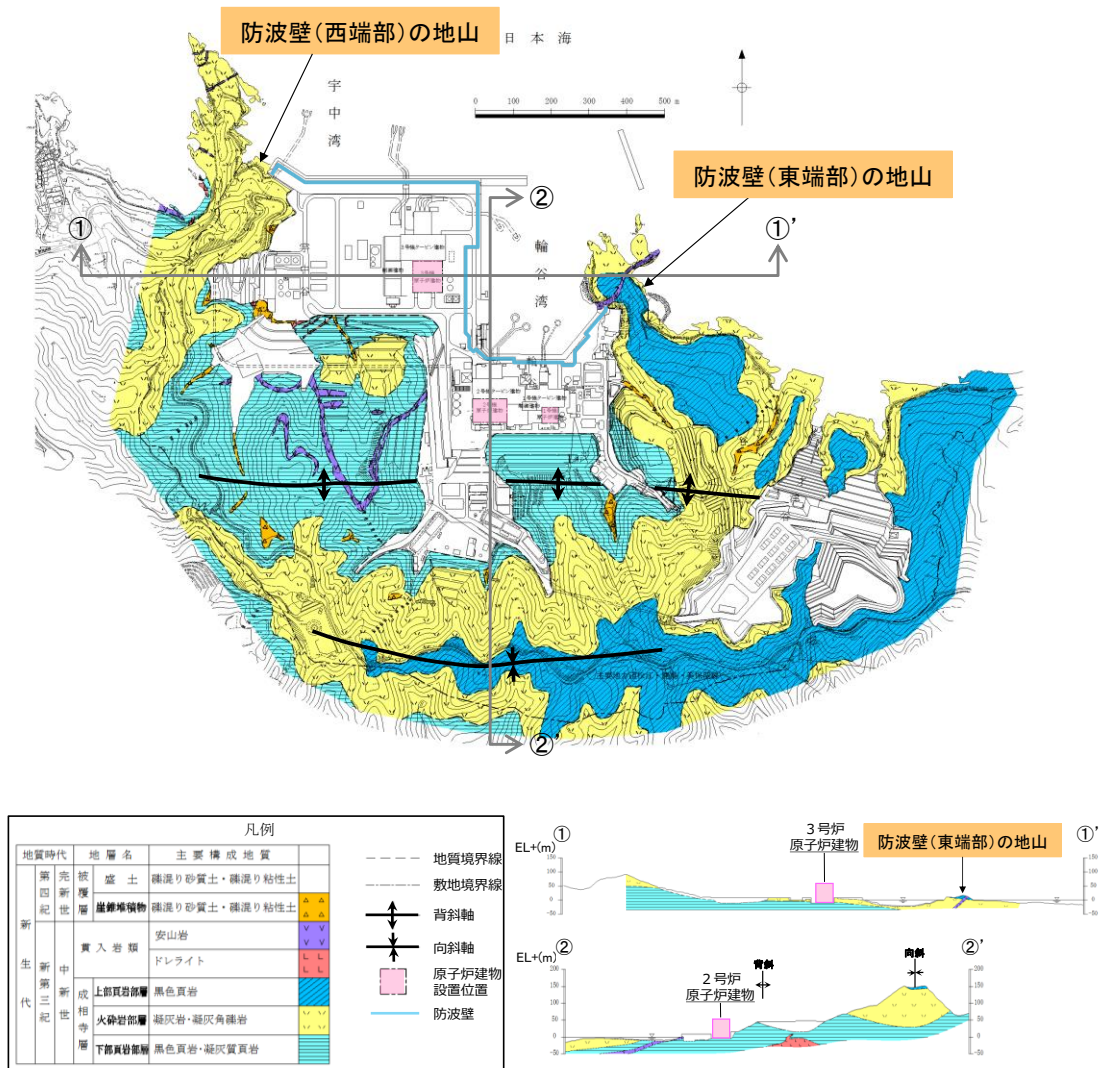 防波壁(西端部)の地山
日 本 海
宇
中
湾
0 100 200 300 400 500 m
防波壁(東端部)の地山
②
①
①’
輪
谷
湾
②’
凡例
地質時代 地 層 名 主 要 構 成 地 質
新生代
第四紀
完新世
被覆層
盛 土 礫混り砂質土・礫混り粘性土
崖錐堆積物 礫混り砂質土・礫混り粘性土
新第三紀
中新世
貫 入 岩 類
安山岩
ドレライト
成相寺層
上部頁岩部層 黒色頁岩
火砕岩部層 凝灰岩・凝灰角礫岩
下部頁岩部層 黒色頁岩・凝灰質頁岩
地質境界線
敷地境界線
背斜軸
向斜軸
原子炉建物
設置位置
防波壁
EL+(m) ①
3号炉
原子炉建物
防波壁(東端部)の地山
①’
150
100
50
0
-50
150
100
50
0
-50
EL+(m) ②
2号炉
原子炉建物
背斜
向斜
②’
200
150
100
50
0
-50
200
150
100
50
0
-50